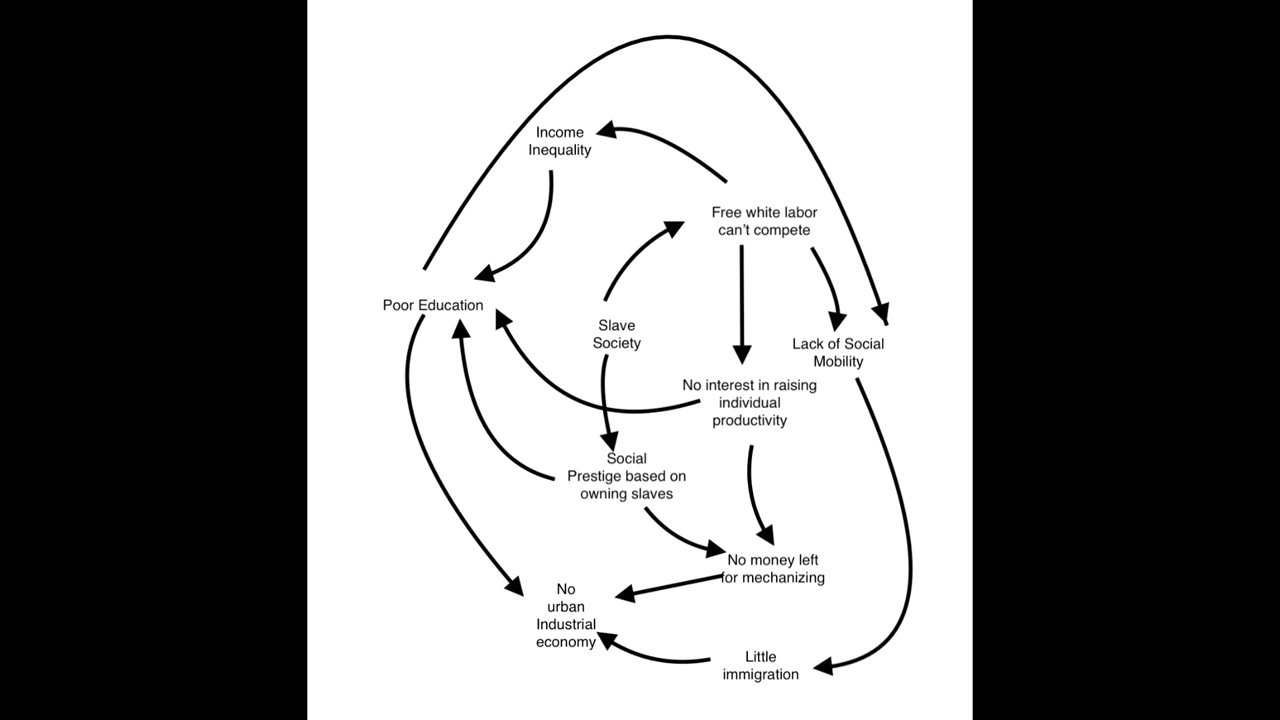 Income
Inequality
Free white labor
can't compete
Poor Education
Slave
Society
Lack of Social
Mobility
No interest in raising
individual
productivity
Social
Prestige based on
owning slaves
No money left
for mechanizing
No
urban
Industrial
economy
Little
immigration